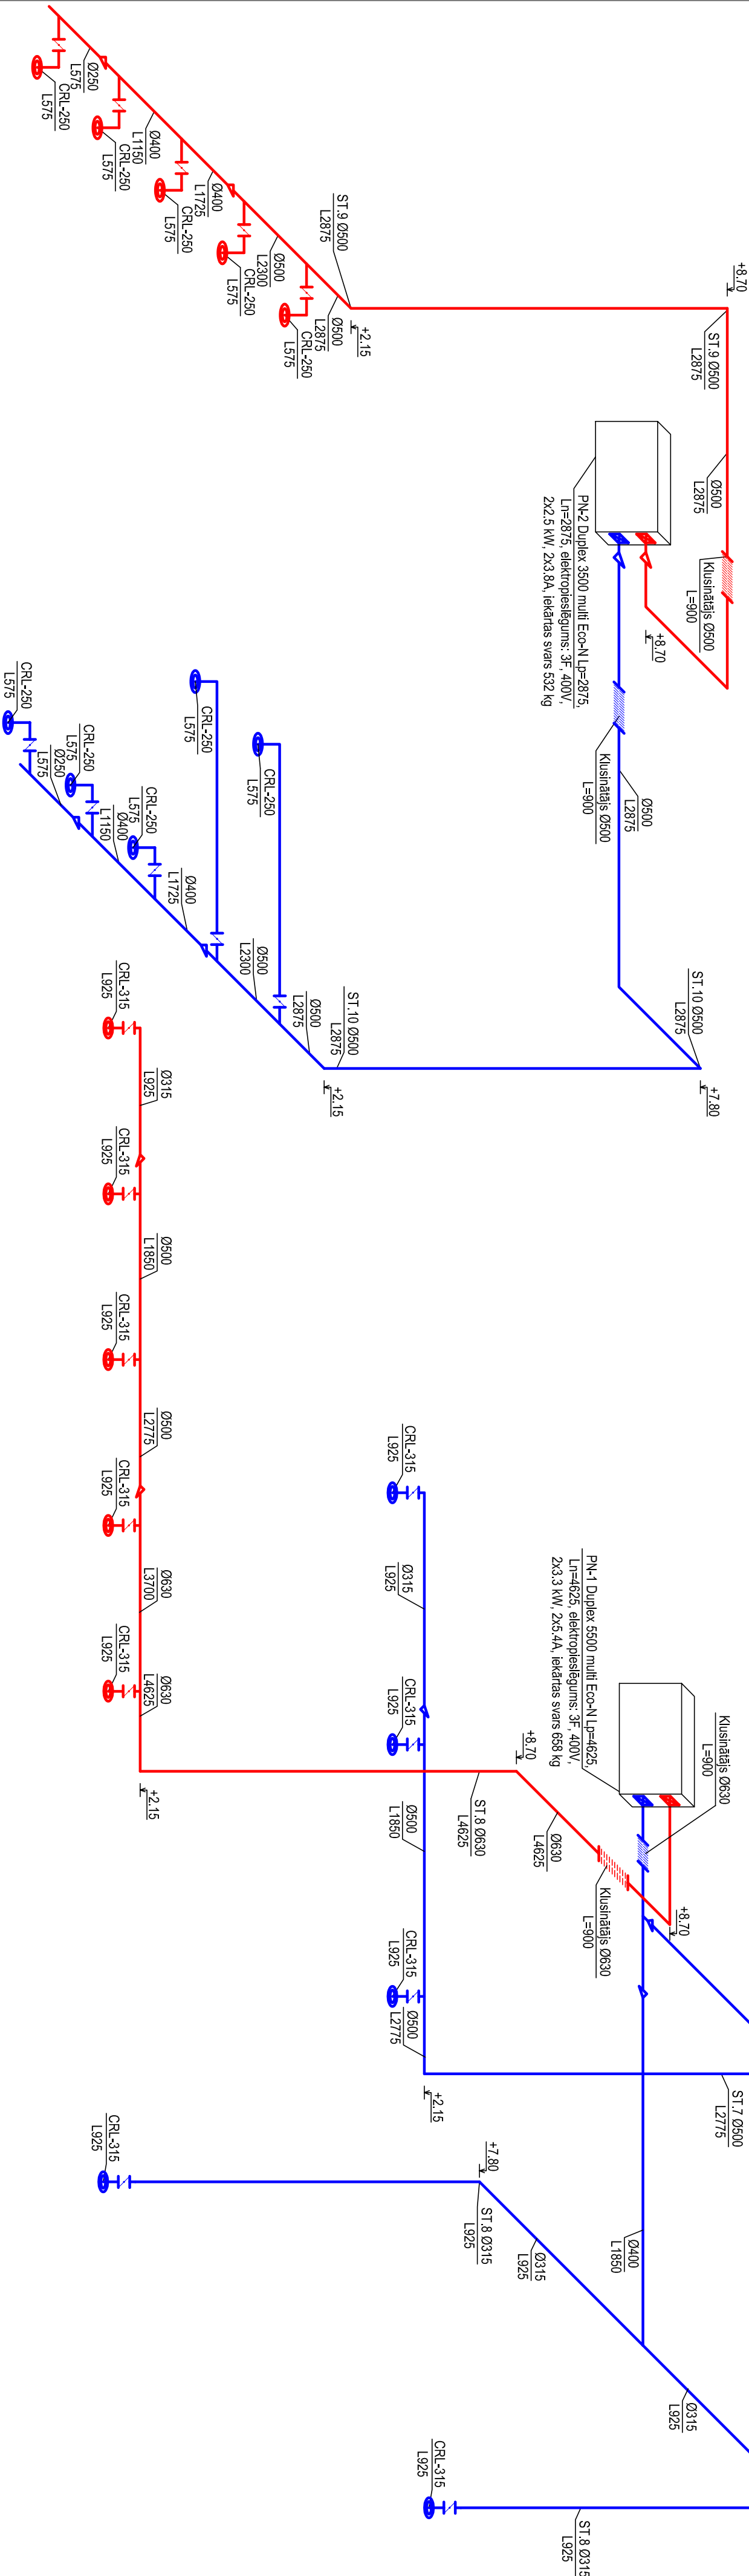 +8.70
ST.9 Ø500
L2875
Ø500
L2875
Klusinātājs Ø500
L=900
+8.70
PN-2 Duplex 3500 multi Eco-N Lp=2875,
Ln=2875, elektropieslēgums: 3F, 400V,
2x2.5 kW, 2x3.8A, iekārtas svars 532 kg
Klusinātājs Ø500
L=900
Ø500
L2875
ST.10 Ø500
L2875
+7.80
ST.9 Ø500
L2875
+2.15
Ø500
L2875
CRL-250
L575
Ø500
L2300
CRL-250
L575
Ø400
L1725
CRL-250
L575
Ø400
L1150
CRL-250
L575
Ø250
L575
CRL-250
L575
ST.10 Ø500
L2875
+2.15
Ø500
L2875
CRL-250
L575
Ø500
L2300
CRL-250
L575
Ø400
L1725
CRL-250
L575
Ø400
L1150
CRL-250
L575
Ø250
L575
CRL-250
L575
Klusinātājs Ø630
L=900
PN-1 Duplex 5500 multi Eco-N Lp=4625,
Ln=4625, elektropieslēgums: 3F, 400V,
2x3.3 kW, 2x5.4A, iekārtas svars 658 kg
+8.70
Klusinātājs Ø630
L=900
Ø630
L4625
+8.70
ST.8 Ø630
L4625
ST.7 Ø500
L2775
CRL-315
L925
Ø315
L925
CRL-315
L925
Ø500
L1850
CRL-315
L925
Ø500
L2775
+2.15
CRL-315
L925
Ø315
L925
CRL-315
L925
Ø500
L1850
CRL-315
L925
Ø500
L2775
CRL-315
L925
Ø630
L3700
CRL-315
L925
Ø630
L4625
+2.15
Ø400
L1850
Ø315
L925
+7.80
ST.8 Ø315
L925
Ø315
L925
CRL-315
L925
CRL-315
L925
ST.8 Ø315
L925